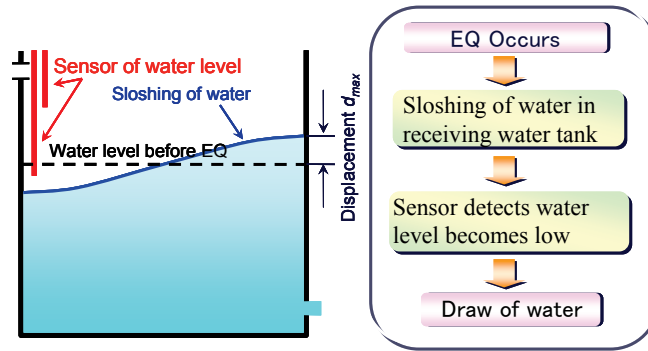 Sensor of water level
Sloshing of water
Water level before EQ
Displacement d_max
EQ Occurs
Sloshing of water in
receiving water tank
Sensor detects water
level becomes low
Draw of water